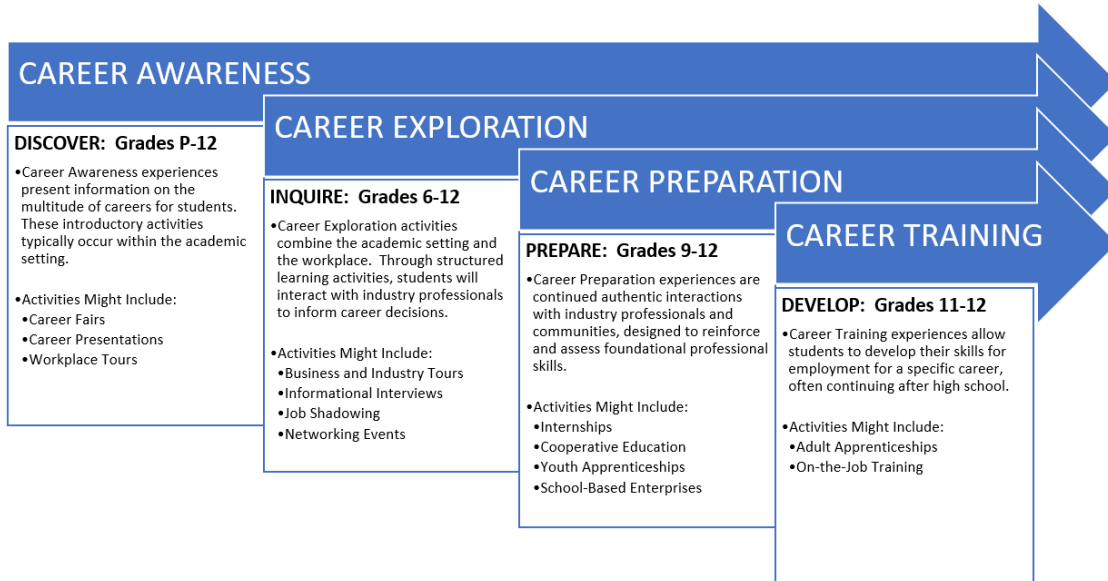 CAREER AWARENESS
DISCOVER:  Grades P-12
•Career Awareness experiences
present information on the
multitude of careers for students.
These introductory activities
typically occur within the academic
setting.
•Activities Might Include:
•Career Fairs
•Career Presentations
•Workplace Tours
CAREER EXPLORATION
INQUIRE:  Grades 6-12
•Career Exploration activities
combine the academic setting and
the workplace.  Through structured
learning activities, students will
interact with industry professionals
to inform career decisions.
•Activities Might Include:
•Business and Industry Tours
•Informational Interviews
•Job Shadowing
•Networking Events
CAREER PREPARATION
PREPARE:  Grades 9-12
•Career Preparation experiences are
continued authentic interactions
with industry professionals and
communities, designed to reinforce
and assess foundational professional
skills.
•Activities Might Include:
•Internships
•Cooperative Education
•Youth Apprenticeships
•School-Based Enterprises
CAREER TRAINING
DEVELOP:  Grades 11-12
•Career Training experiences allow
students to develop their skills for
employment for a specific career,
often continuing after high school.
•Activities Might Include:
•Adult Apprenticeships
•On-the-Job Training